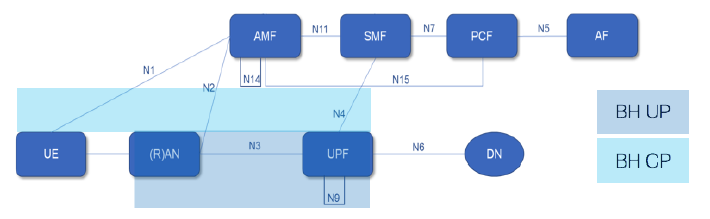 AMF
N11
SMF
N7
PCF
N5
AF
N1
N14
N15
N2
N4
BH UP
UE
(R)AN
N3
UPF
N6
DN
BH CP
N9